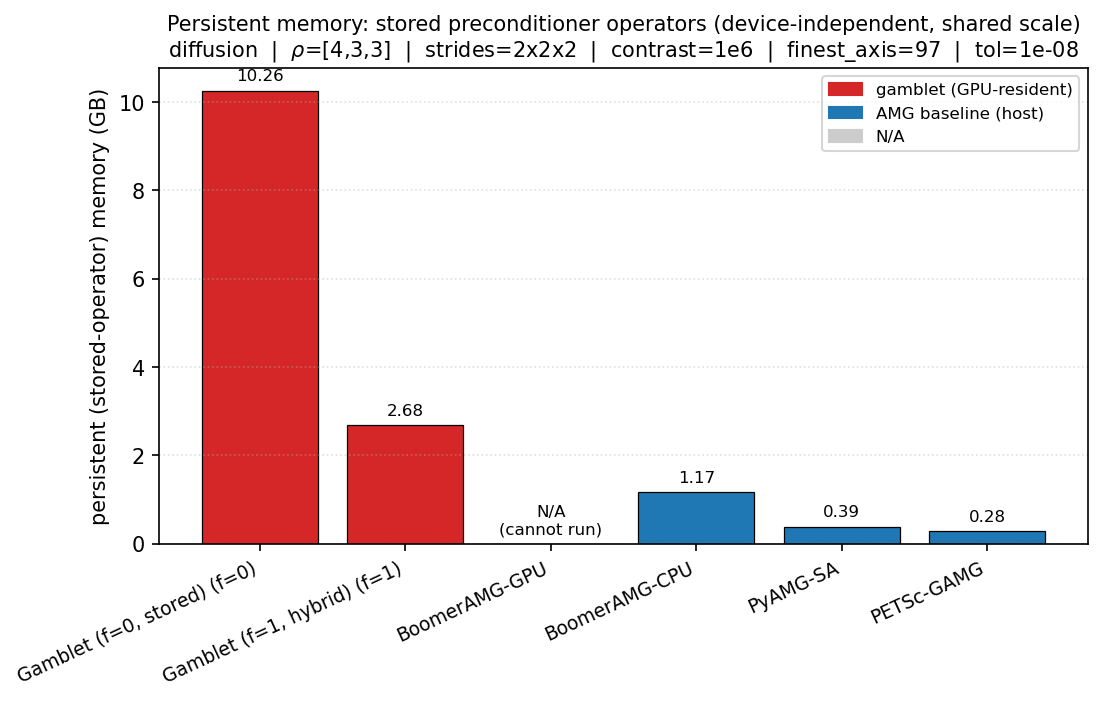 Persistent memory: stored preconditioner operators (device-independent, shared scale)
diffusion | ρ=[4,3,3] | strides=2x2x2 | contrast=1e6 | finest_axis=97 | tol=1e-08
persistent (stored-operator) memory (GB)
10
8
6
4
2
0
10.26
2.68
N/A
(cannot run)
1.17
0.39
0.28
gamblet (GPU-resident)
AMG baseline (host)
N/A
Gamblet (f=0, stored) (f=0)
Gamblet (f=1, hybrid) (f=1)
BoomerAMG-GPU
BoomerAMG-CPU
PyAMG-SA
PETSc-GAMG